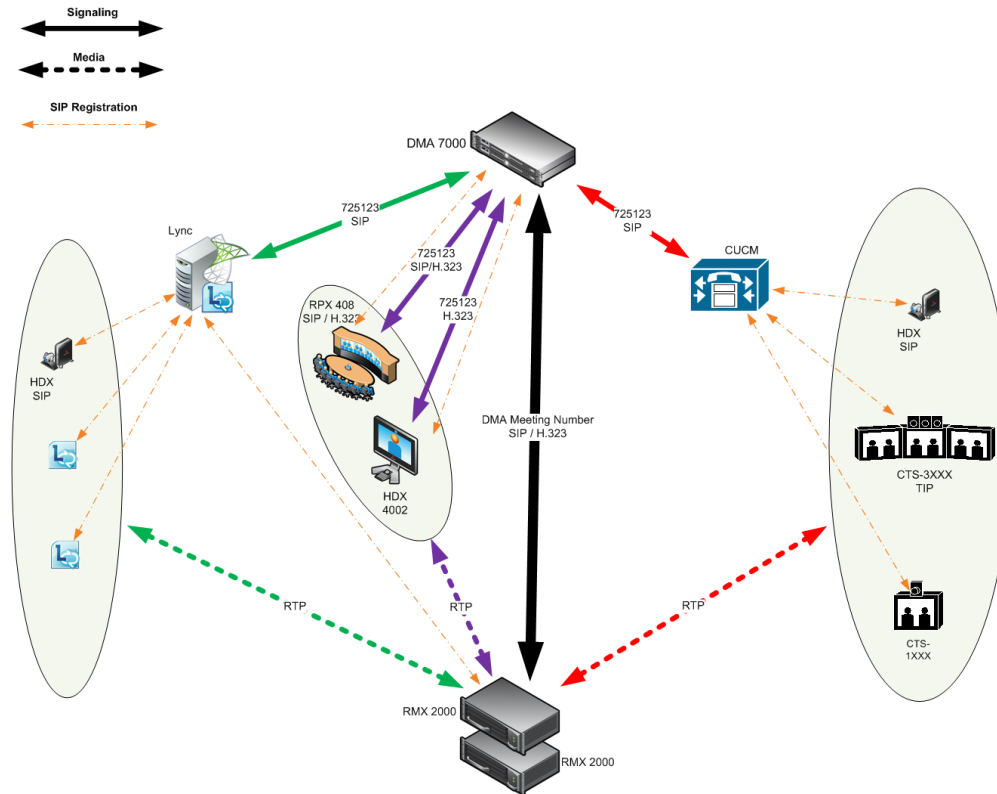 Signaling
Media
SIP Registration
DMA 7000
725123
SIP
Lync
725123
SIP/H.323
725123
H.323
725123
SIP
CUCM
RPX 408
SIP / H.323
HDX
SIP
HDX
SIP
DMA Meeting Number
SIP / H.323
HDX
4002
CTS-3XXX
TIP
RTP
RTP
RTP
CTS-
1XXX
RMX 2000
RMX 2000